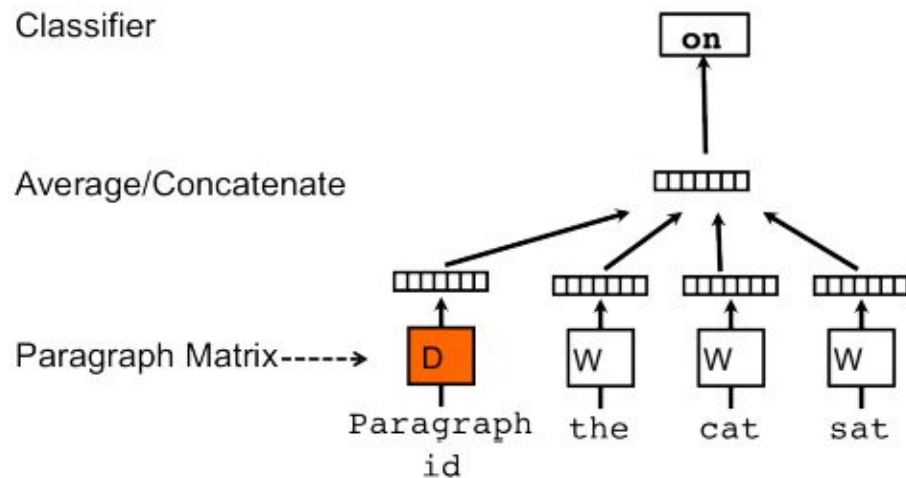 Classifier
on
Average/Concatenate
Paragraph Matrix
D
W
W
W
Paragraph
id
the
cat
sat